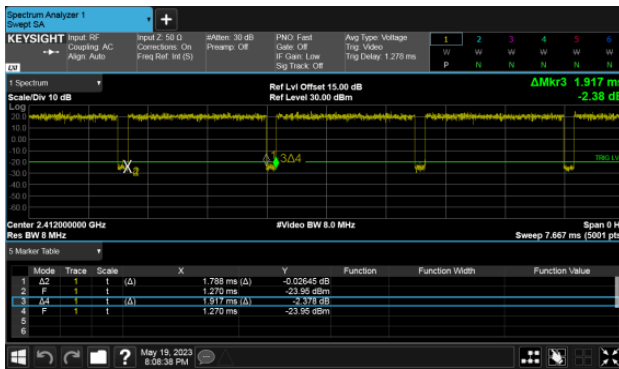 Spectrum Analyzer 1
Swept SA
+
KEYSIGHT
Input: RF
Coupling: AC
Align: Auto
Input Z: 50 Ω
Corrections: On
Freq Ref: Int (S)
#Atten: 30 dB
Preamp: Off
PNO: Fast
Gate: Off
IF Gain: Low
Sig Track: Off
Avg Type: Voltage
Trig: Video
Trig Delay: 1.278 ms
1 2 3 4 5 6
W W W W W W
P N N N N N
LXI
1 Spectrum
Scale/Div 10 dB
Ref Lvl Offset 15.00 dB
Ref Level 30.00 dBm
ΔMkr3 1.917 ms
-2.38 dB
Log
20.0
10.0
0.00
-10.0
-20.0
-30.0
-40.0
-50.0
-60.0
X2
1 3Δ4
TRIG LV
Center 2.412000000 GHz
Res BW 8 MHz
#Video BW 8.0 MHz
Span 0 H
Sweep 7.667 ms (5001 pts
5 Marker Table
Mode Trace Scale X Y Function Function Width Function Value
1 Δ2 1 t (Δ) 1.788 ms (Δ) -0.02645 dB
2 F 1 t 1.270 ms -23.95 dBm
3 Δ4 1 t (Δ) 1.917 ms (Δ) -2.378 dB
4 F 1 t 1.270 ms -23.95 dBm
5
6
?
May 19, 2023
8:08:38 PM